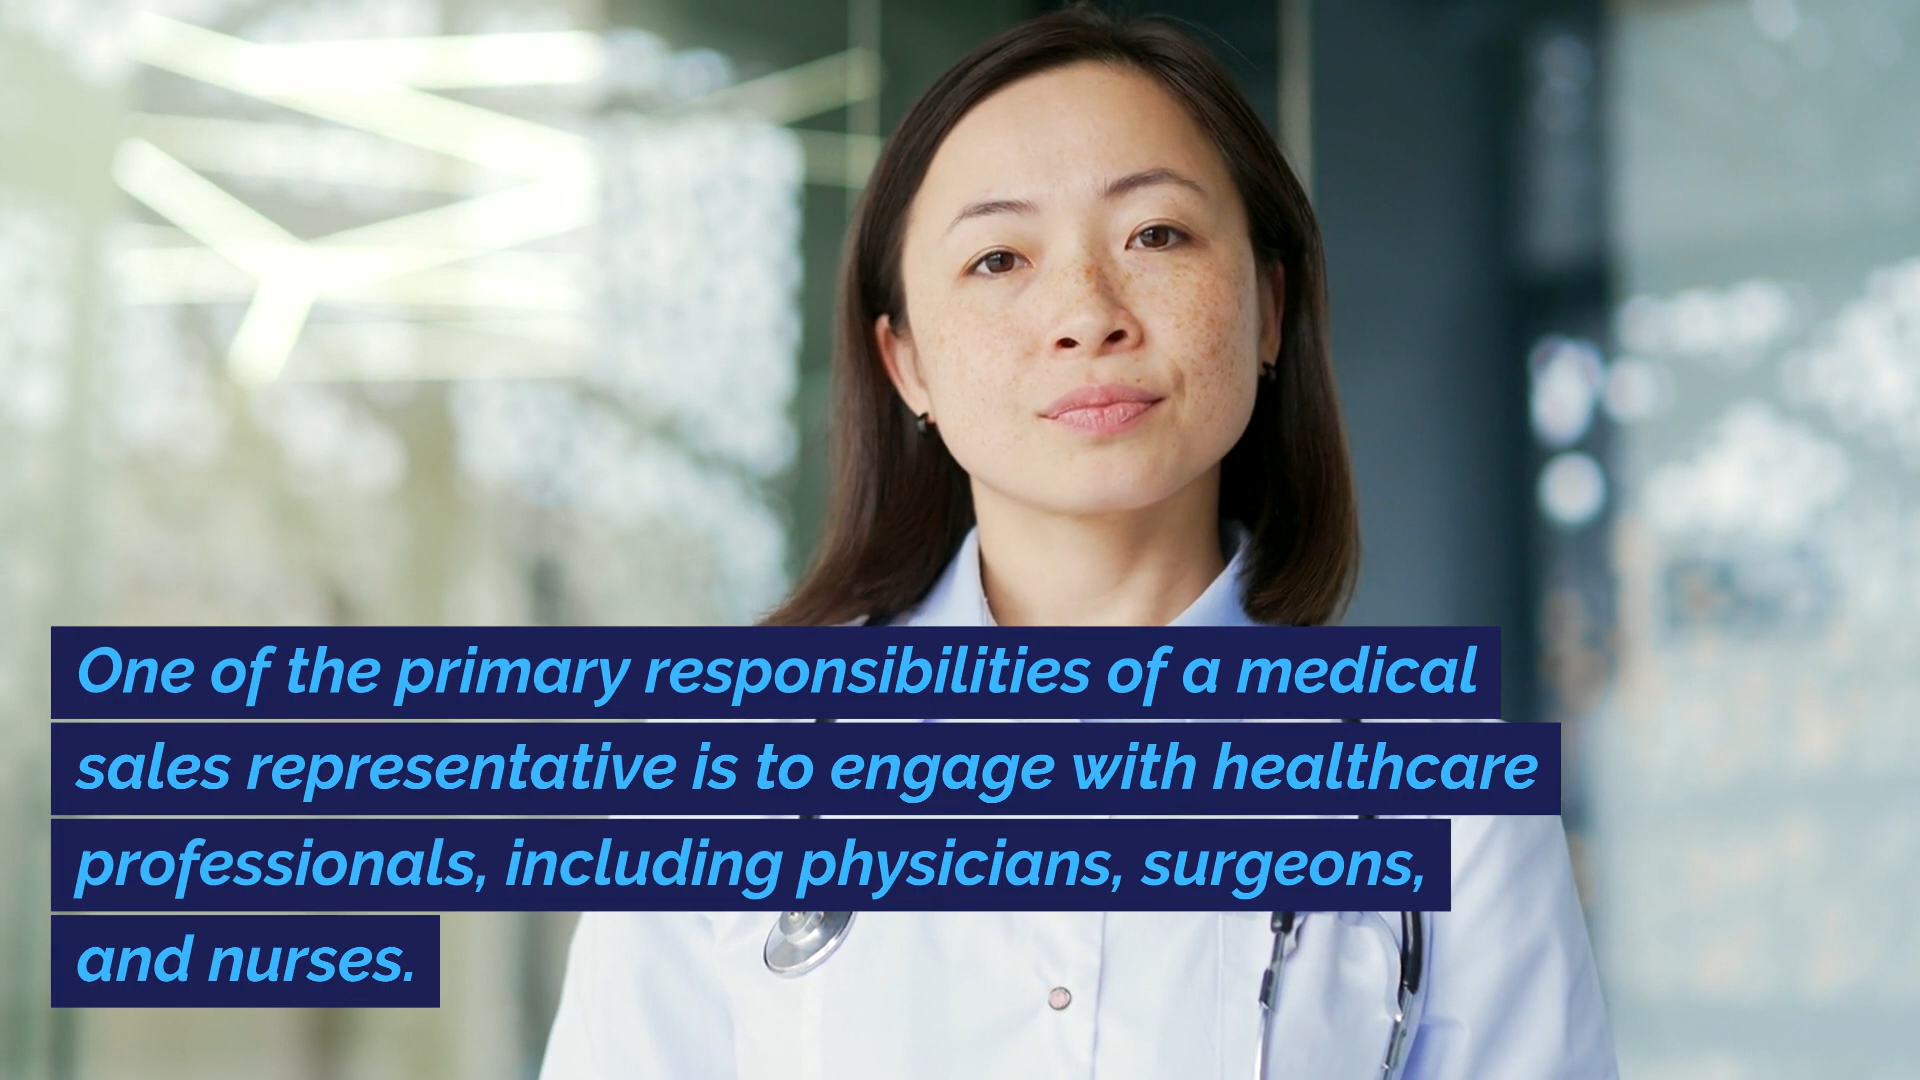 One of the primary responsibilities of a medical
sales representative is to engage with healthcare
professionals, including physicians, surgeons,
and nurses.